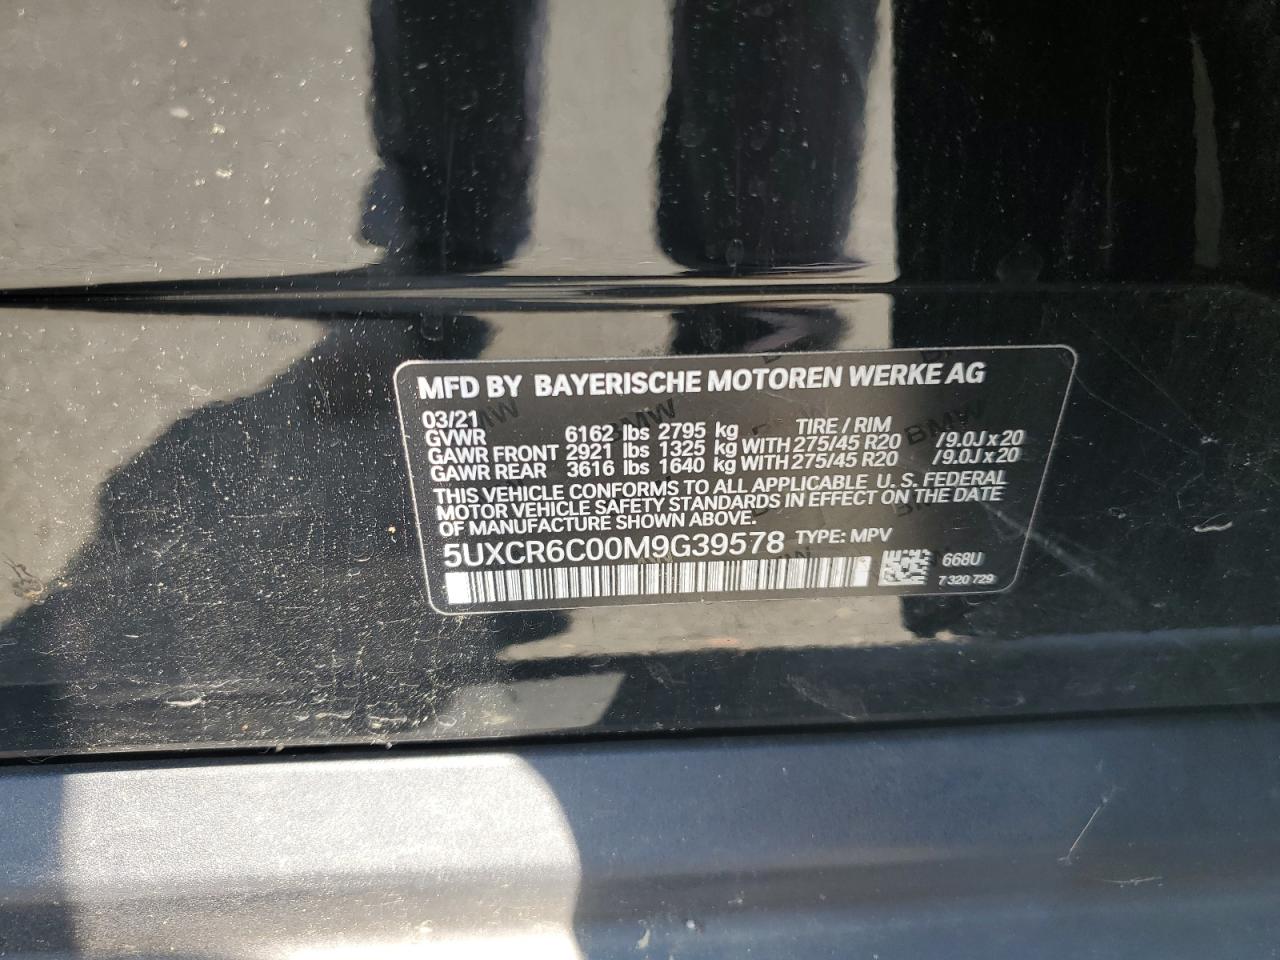 MFD BY BAYERISCHE MOTOREN WERKE AG
03/21 TIRE / RIM
GVWR 6162 lbs 2795 kg
GAWR FRONT 2921 lbs 1325 kg WITH 275/45 R20 /9.0J x 20
GAWR REAR 3616 lbs 1640 kg WITH 275/45 R20 /9.0J x 20
THIS VEHICLE CONFORMS TO ALL APPLICABLE U. S. FEDERAL
MOTOR VEHICLE SAFETY STANDARDS IN EFFECT ON THE DATE
OF MANUFACTURE SHOWN ABOVE.
5UXCR6C00M9G39578 TYPE: MPV
668U
7 320 729